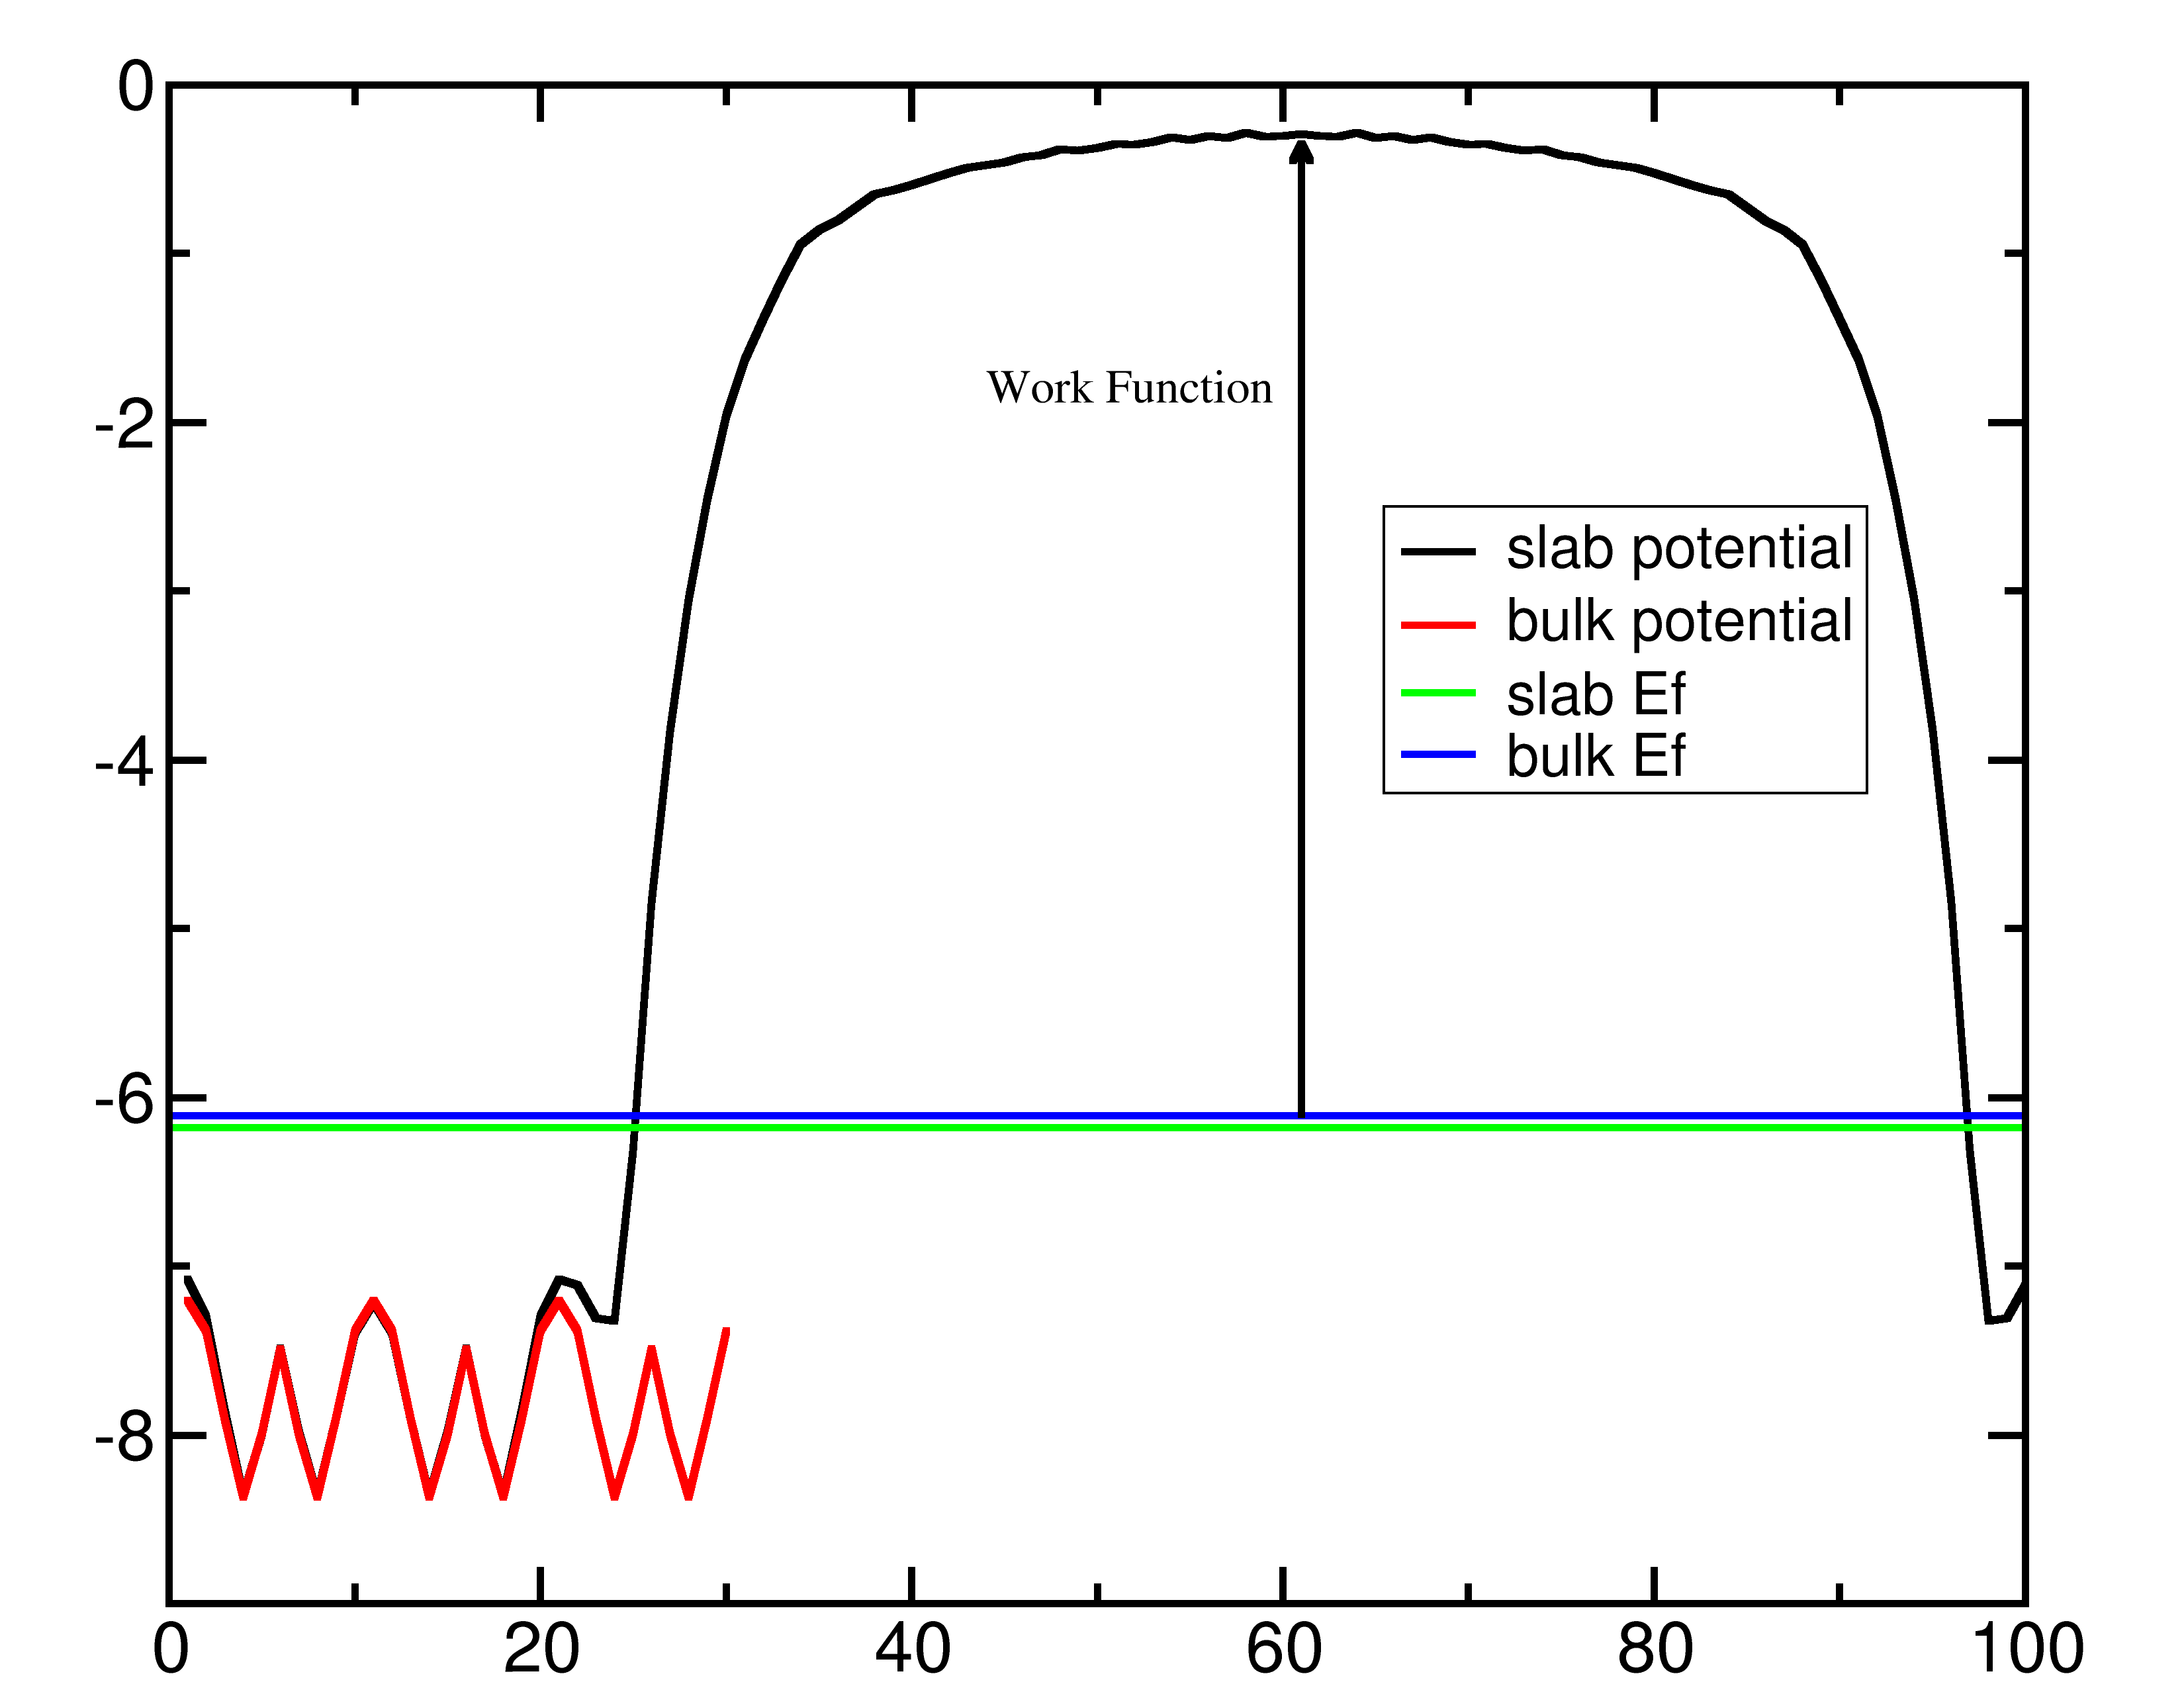 0
Work Function
-2
slab potential
bulk potential
slab Ef
bulk Ef
-4
-6
-8
0 20 40 60 80 100